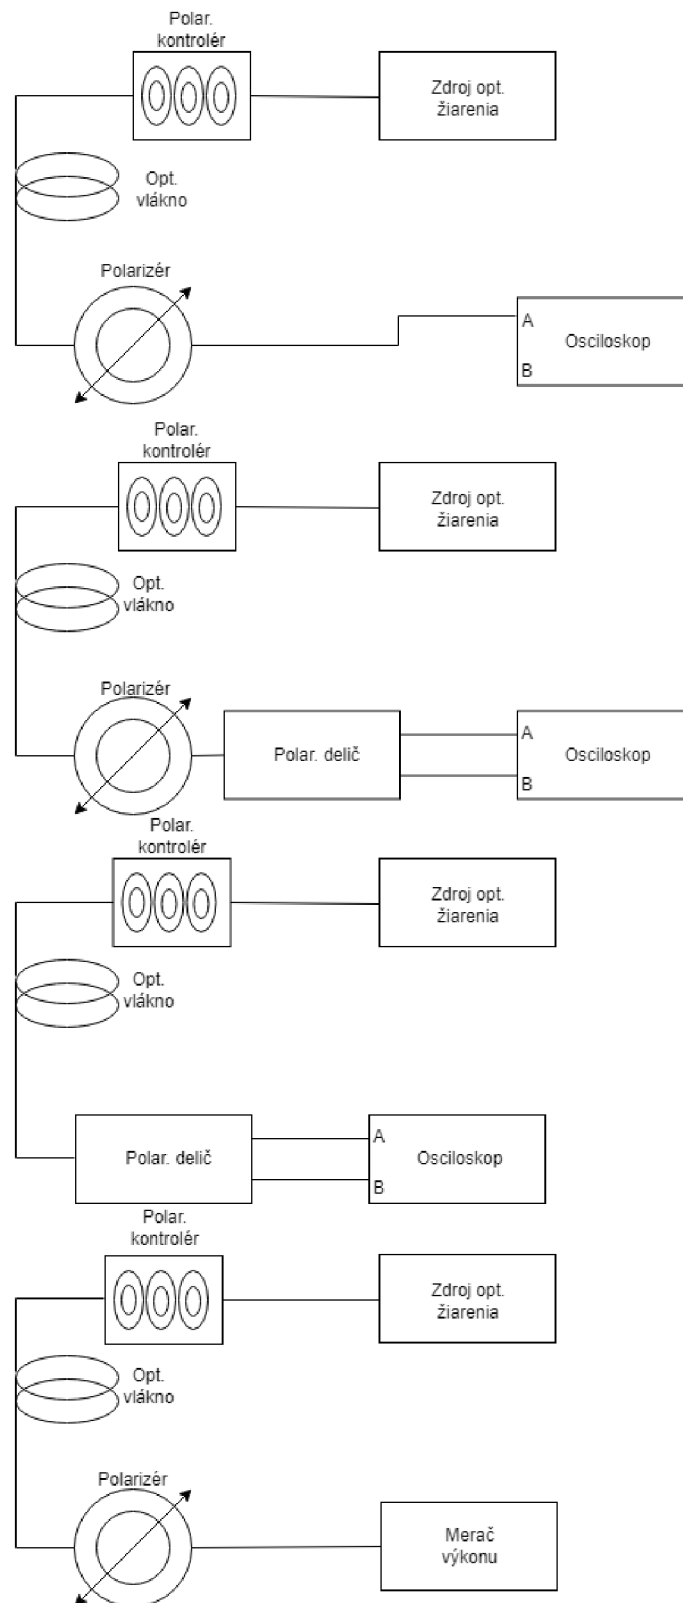 Polar.
kontrolér
Zdroj opt.
žiarenia
Opt.
vlákno
Polarizér
A
Osciloskop
B
Polar.
kontrolér
Zdroj opt.
žiarenia
Opt.
vlákno
Polarizér
A
Polar. delič
Osciloskop
B
Polar.
kontrolér
Zdroj opt.
žiarenia
Opt.
vlákno
A
Polar. delič
Osciloskop
B
Polar.
kontrolér
Zdroj opt.
žiarenia
Opt.
vlákno
Polarizér
Merač
výkonu